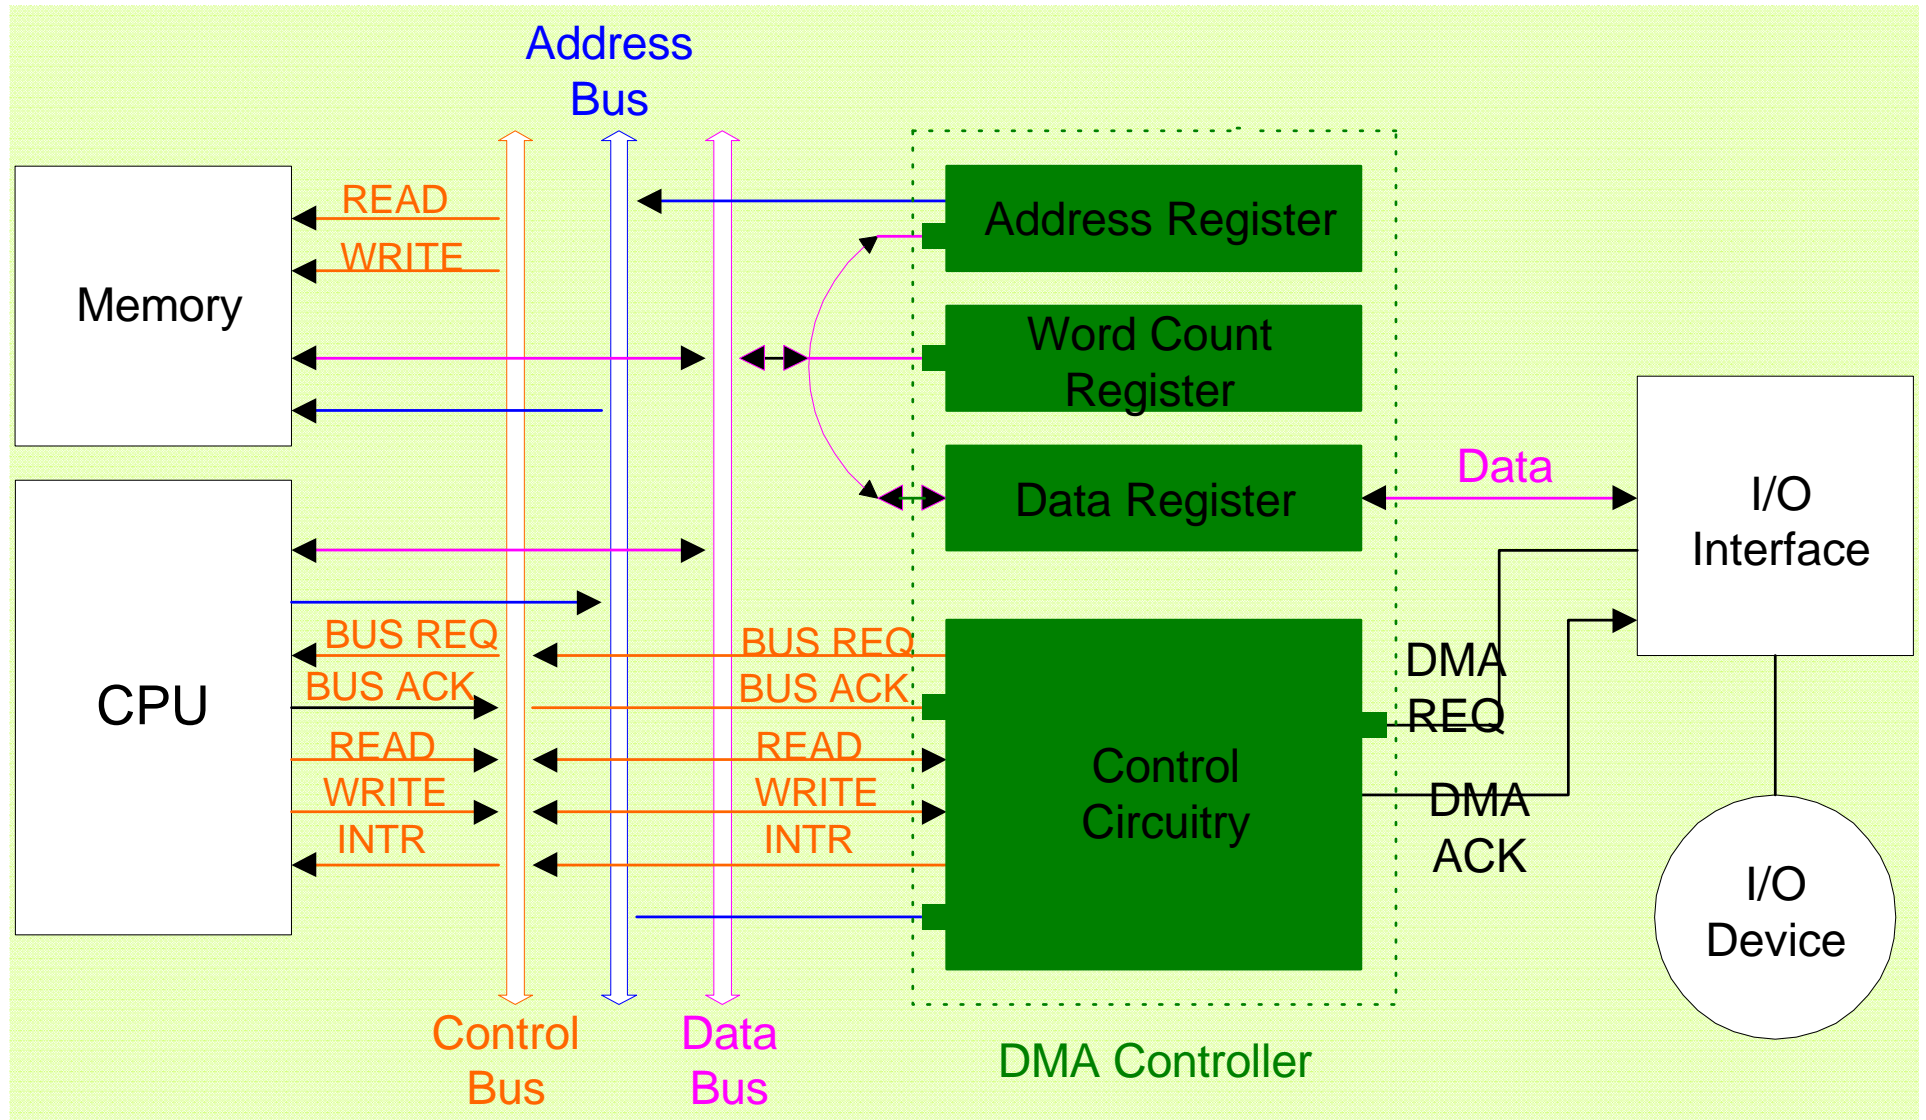 Address
Bus
READ
WRITE
Memory
Address Register
Word Count
Register
Data Register
Data
I/O
Interface
CPU
BUS REQ
BUS ACK
READ
WRITE
INTR
BUS REQ
BUS ACK
READ
WRITE
INTR
Control
Circuitry
DMA
REQ
DMA
ACK
I/O
Device
Control
Bus
Data
Bus
DMA Controller